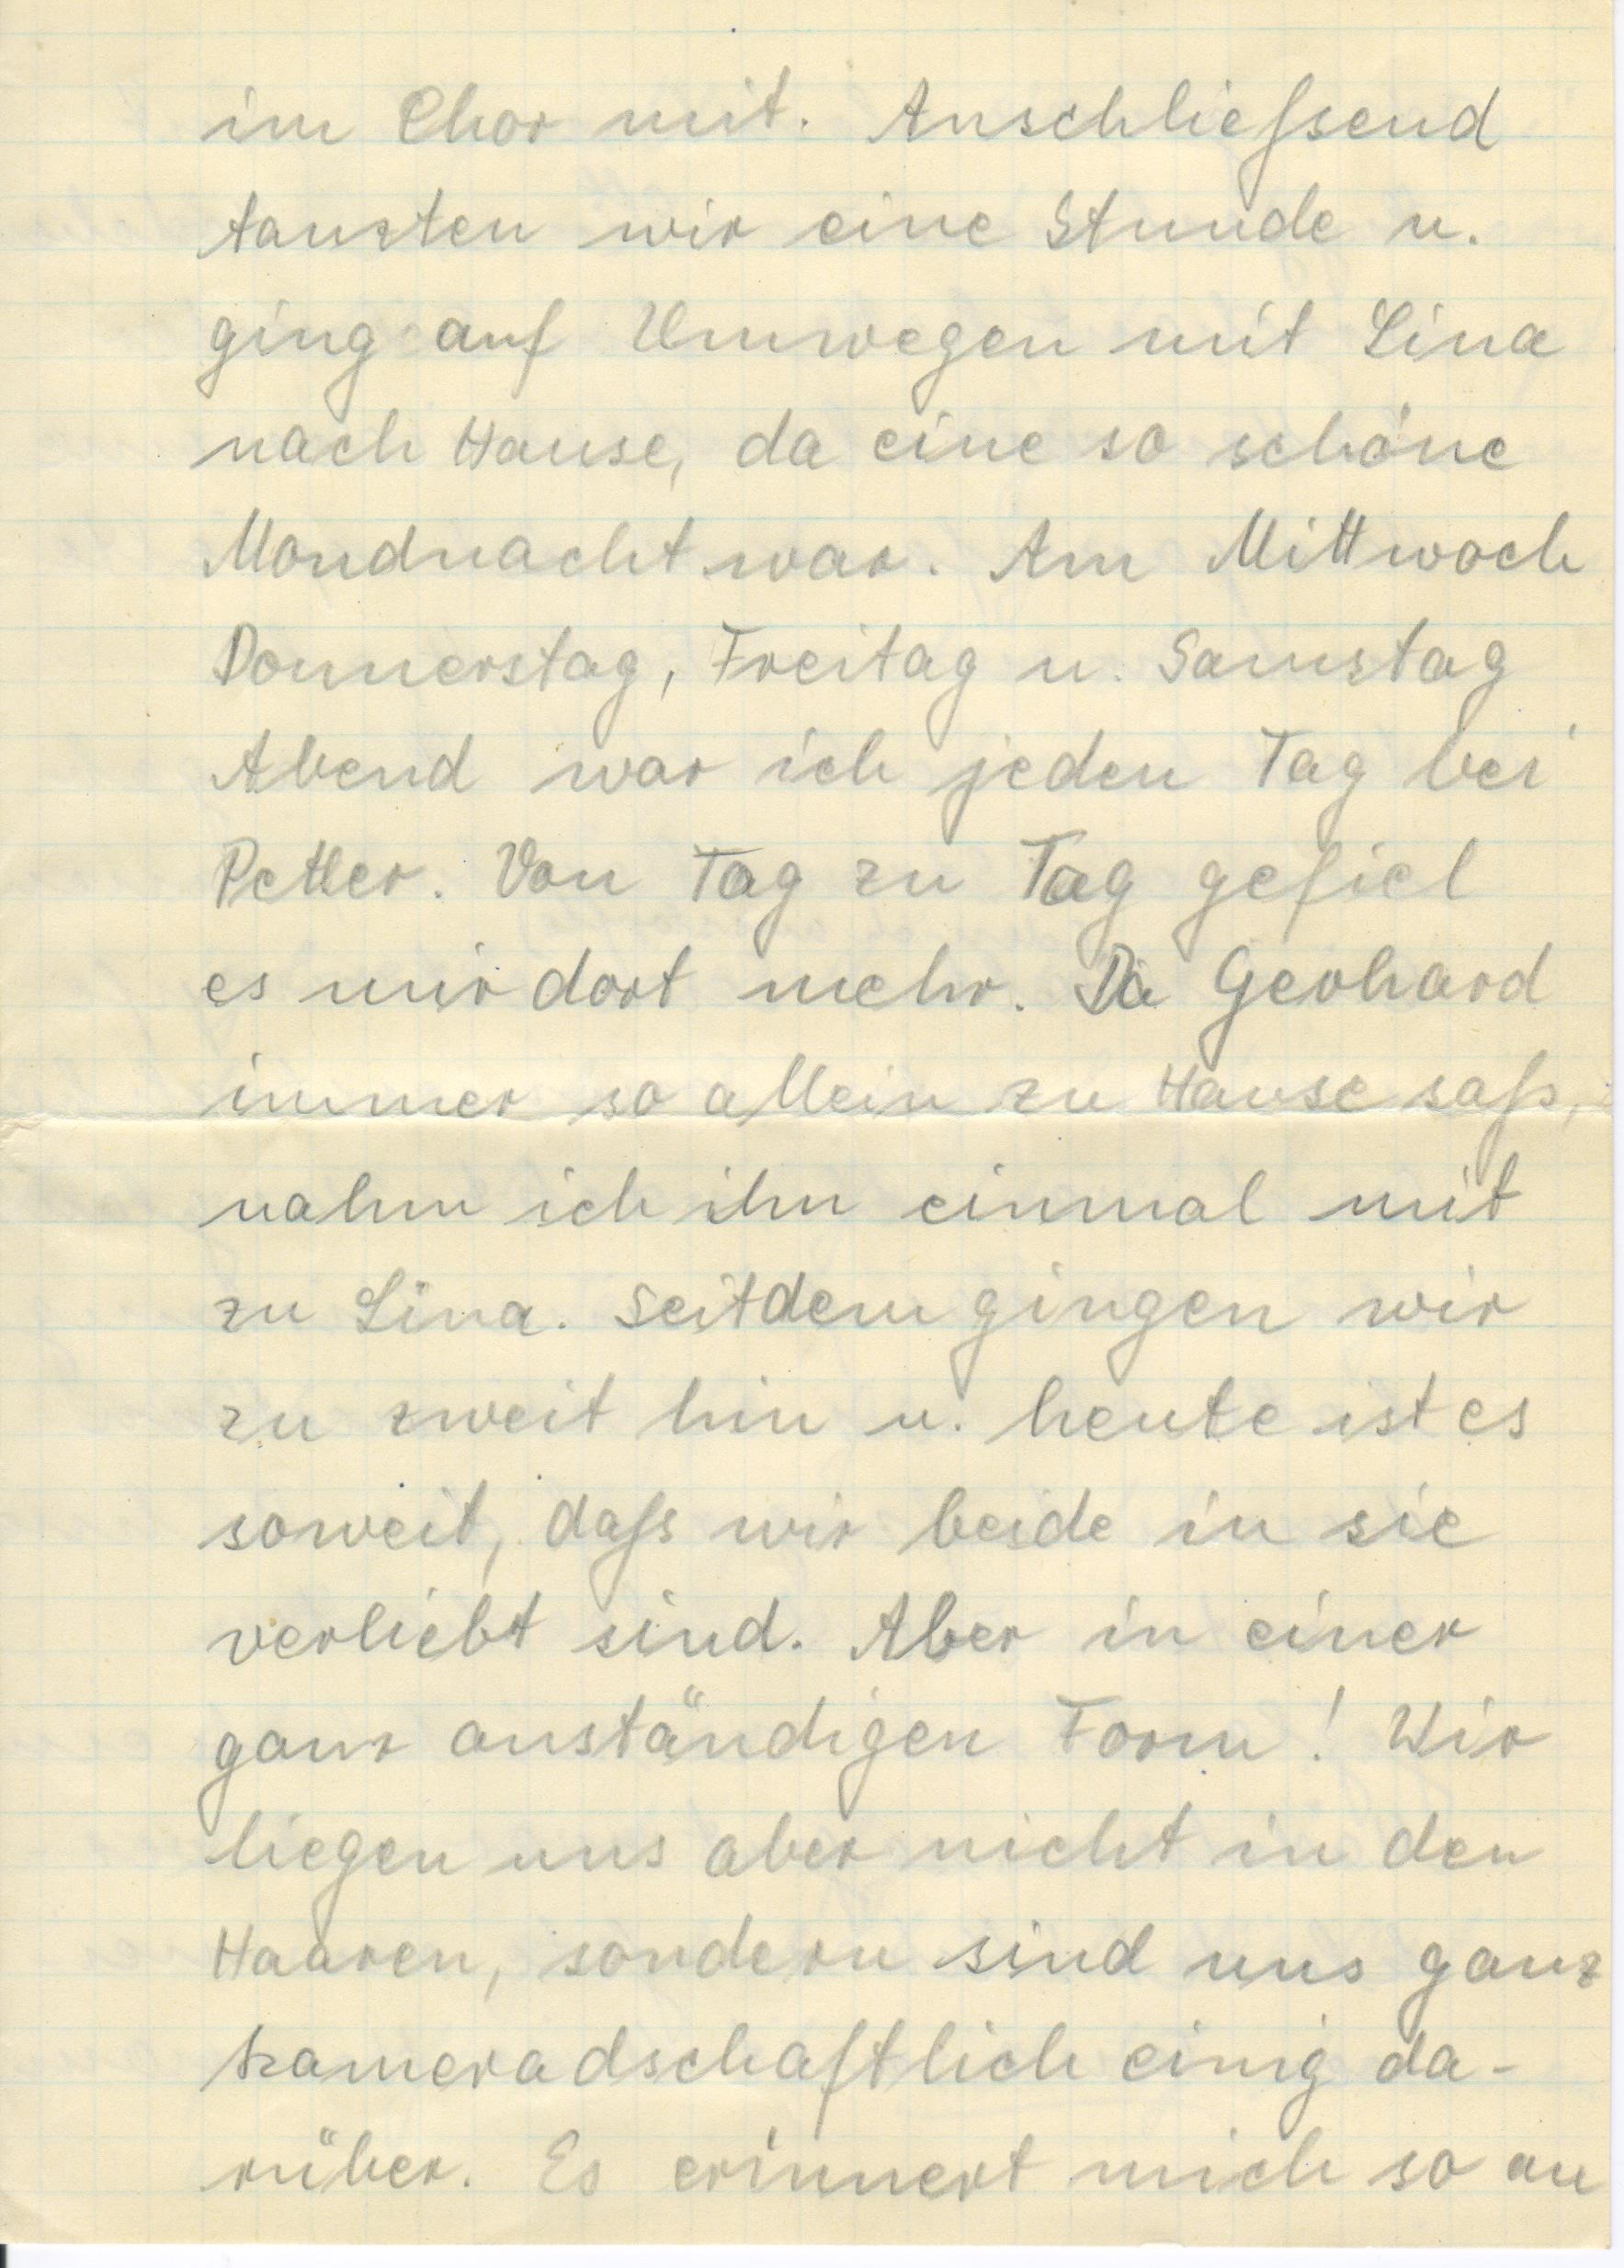 im Chor mit. Anschließend
tanzten wir eine Stunde u.
ging auf Umwegen mit Lina
nach Hause, da eine so schöne
Mondnacht war. Am Mittwoch
Donnerstag, Freitag u. Samstag
Abend war ich jeden Tag bei
Petter. Von Tag zu Tag gefiel
es mir dort mehr. Da Gerhard
immer so allein zu Hause saß,
nahm ich ihn einmal mit
zu Lina. Seitdem gingen wir
zu zweit hin u. heute ist es
soweit, daß wir beide in sie
verliebt sind. Aber in einer
ganz anständigen Form! Wir
liegen uns aber nicht in den
Haaren, sondern sind uns ganz
kameradschaftlich einig da-
rüber. Es erinnert mich so an